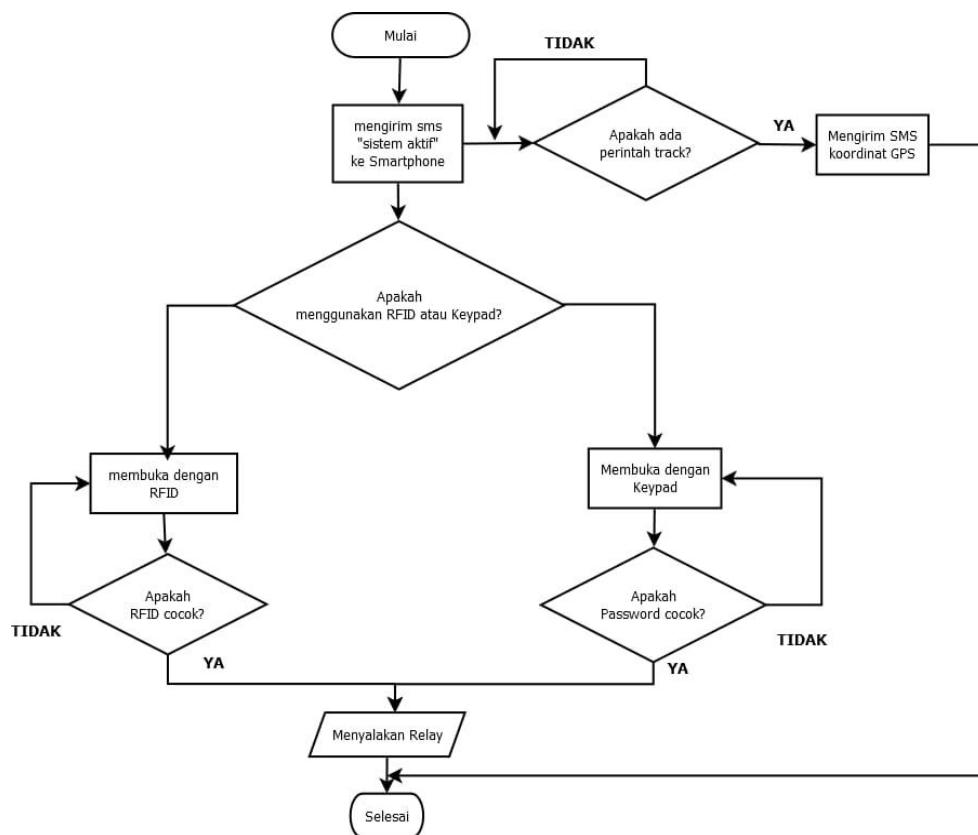 Mulai
TIDAK
mengirim sms
"sistem aktif"
ke Smartphone
Apakah ada
perintah track?
YA
Mengirim SMS
koordinat GPS
Apakah
menggunakan RFID atau Keypad?
membuka dengan
RFID
Membuka dengan
Keypad
Apakah
RFID cocok?
TIDAK
YA
Apakah
Password cocok?
TIDAK
YA
Menyalakan Relay
Selesai